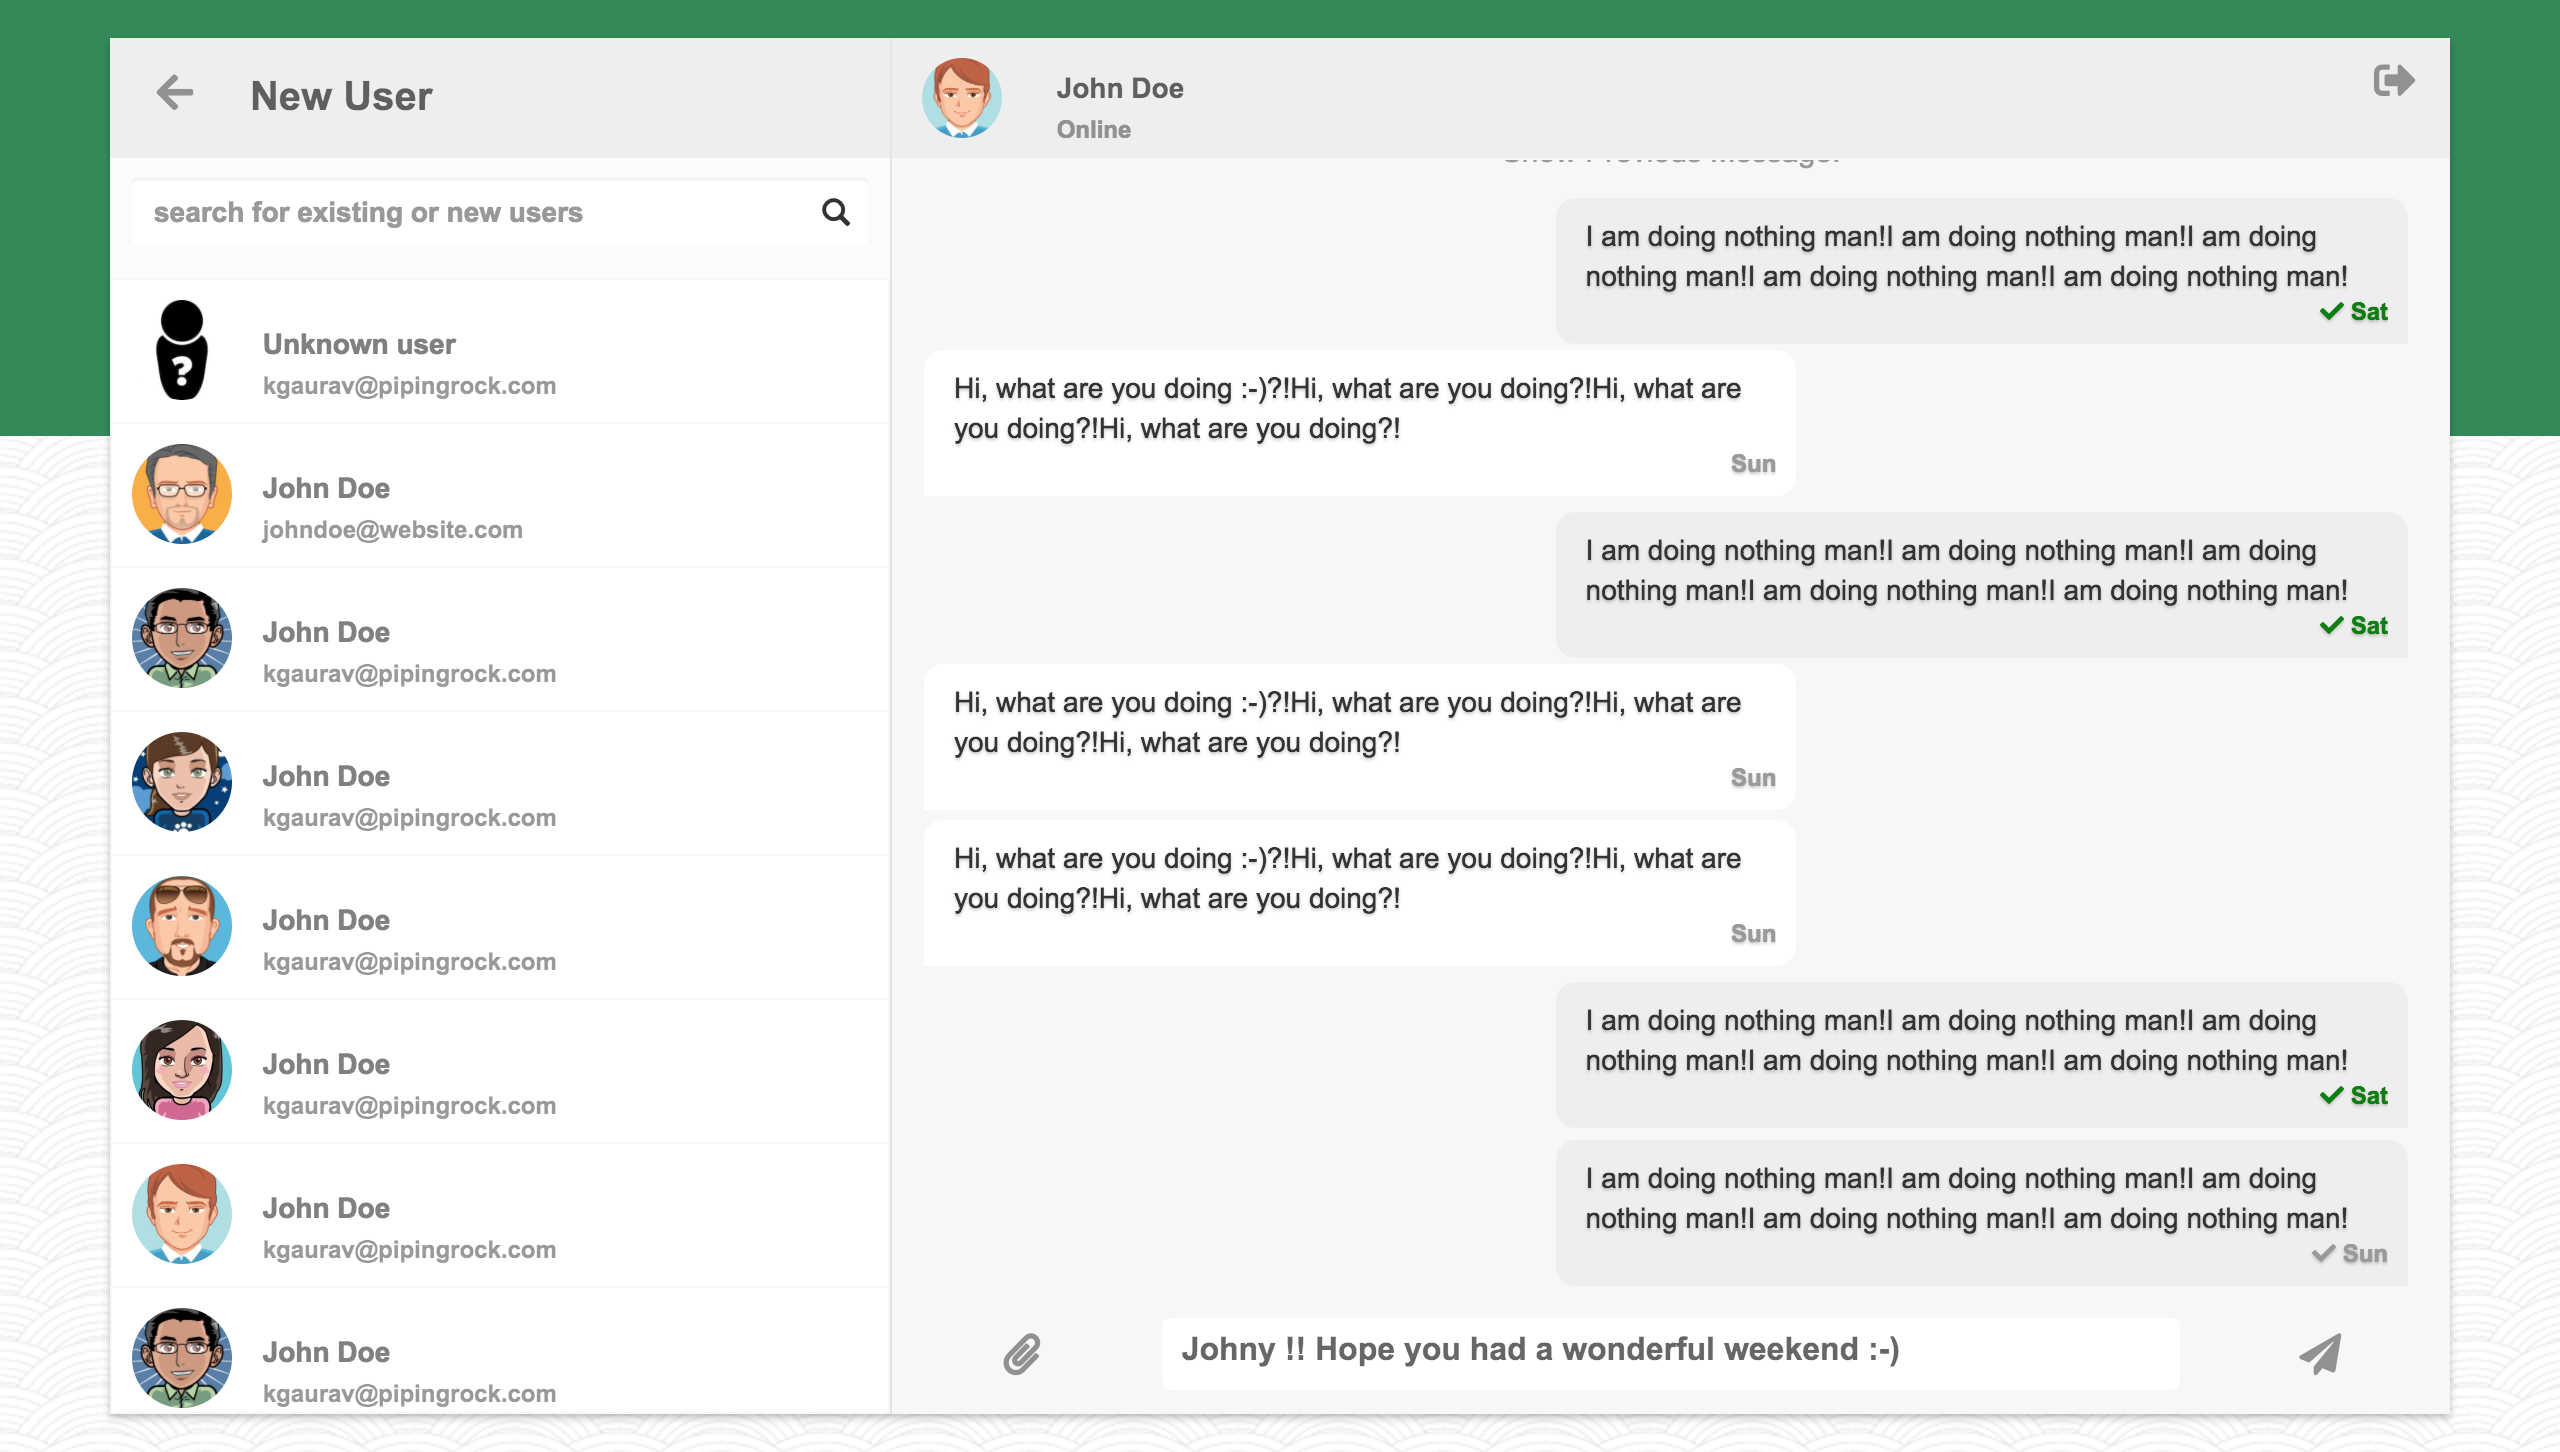 New User
search for existing or new users
Unknown user
kgaurav@pipingrock.com
John Doe
johndoe@website.com
John Doe
kgaurav@pipingrock.com
John Doe
kgaurav@pipingrock.com
John Doe
kgaurav@pipingrock.com
John Doe
kgaurav@pipingrock.com
John Doe
kgaurav@pipingrock.com
John Doe
kgaurav@pipingrock.com
John Doe
Online
Show Previous Message!
I am doing nothing man!I am doing nothing man!I am doing
nothing man!I am doing nothing man!I am doing nothing man!
Sat
Hi, what are you doing :-)?!Hi, what are you doing?!Hi, what are
you doing?!Hi, what are you doing?!
Sun
I am doing nothing man!I am doing nothing man!I am doing
nothing man!I am doing nothing man!I am doing nothing man!
Sat
Hi, what are you doing :-)?!Hi, what are you doing?!Hi, what are
you doing?!Hi, what are you doing?!
Sun
Hi, what are you doing :-)?!Hi, what are you doing?!Hi, what are
you doing?!Hi, what are you doing?!
Sun
I am doing nothing man!I am doing nothing man!I am doing
nothing man!I am doing nothing man!I am doing nothing man!
Sat
I am doing nothing man!I am doing nothing man!I am doing
nothing man!I am doing nothing man!I am doing nothing man!
Sun
Johny !! Hope you had a wonderful weekend :-)